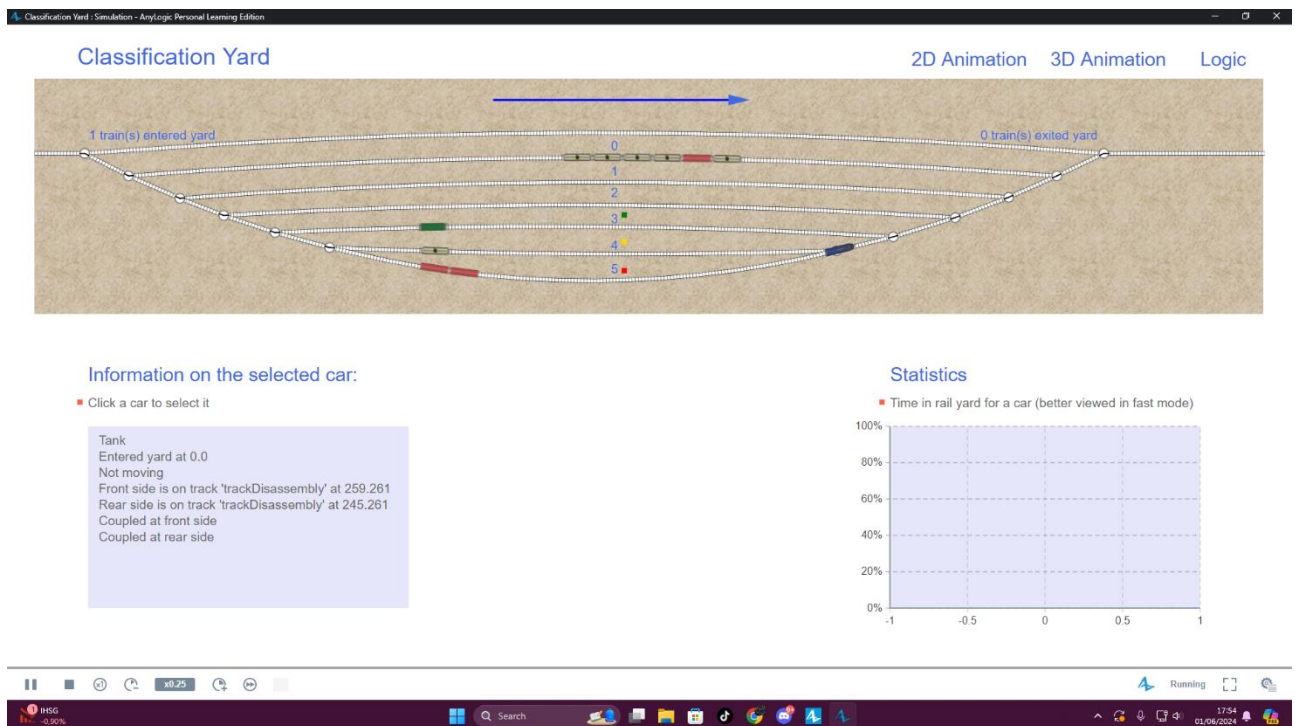 Classification Yard : Simulation - AnyLogic Personal Learning Edition
Classification Yard
2D Animation 3D Animation Logic
1 train(s) entered yard
0 train(s) exited yard
0
1
2
3
4
5
Information on the selected car:
Click a car to select it
Tank
Entered yard at 0.0
Not moving
Front side is on track 'trackDisassembly' at 259.261
Rear side is on track 'trackDisassembly' at 245.261
Coupled at front side
Coupled at rear side
Statistics
Time in rail yard for a car (better viewed in fast mode)
100%
80%
60%
40%
20%
0%
-1 -0.5 0 0.5 1
x1
x0.25
Running
1
IHSG
-0,90%
Search
17:54
01/06/2024